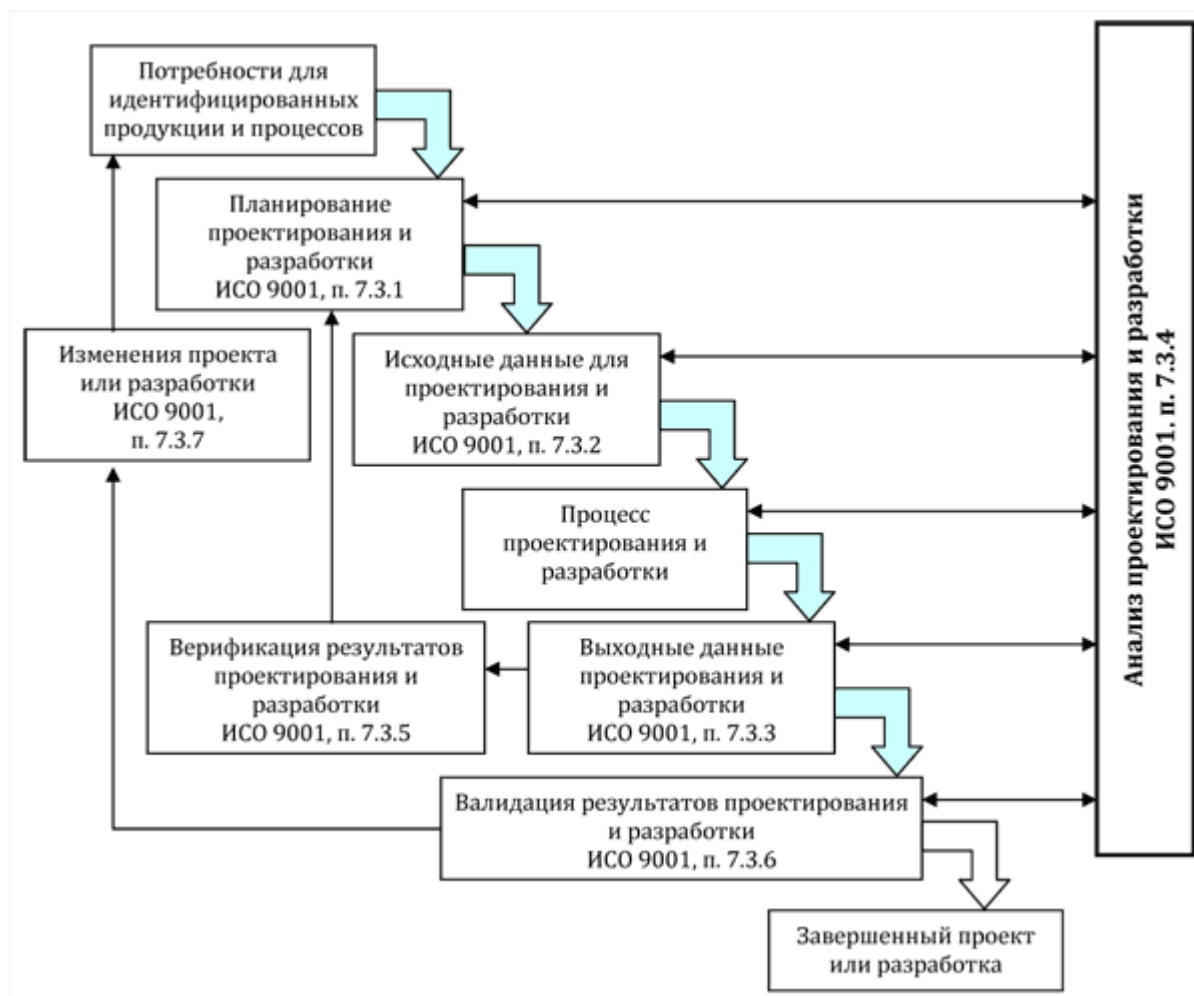 Потребности для
идентифицированных
продукции и процессов
Планирование
проектирования и
разработки
ИСО 9001, п. 7.3.1
Изменения проекта
или разработки
ИСО 9001,
п. 7.3.7
Исходные данные для
проектирования и
разработки
ИСО 9001, п. 7.3.2
Процесс
проектирования и
разработки
Верификация результатов
проектирования и
разработки
ИСО 9001, п. 7.3.5
Выходные данные
проектирования и
разработки
ИСО 9001, п. 7.3.3
Валидация результатов проектирования
и разработки
ИСО 9001, п. 7.3.6
Завершенный проект
или разработка
Анализ проектирования и разработки
ИСО 9001. п. 7.3.4